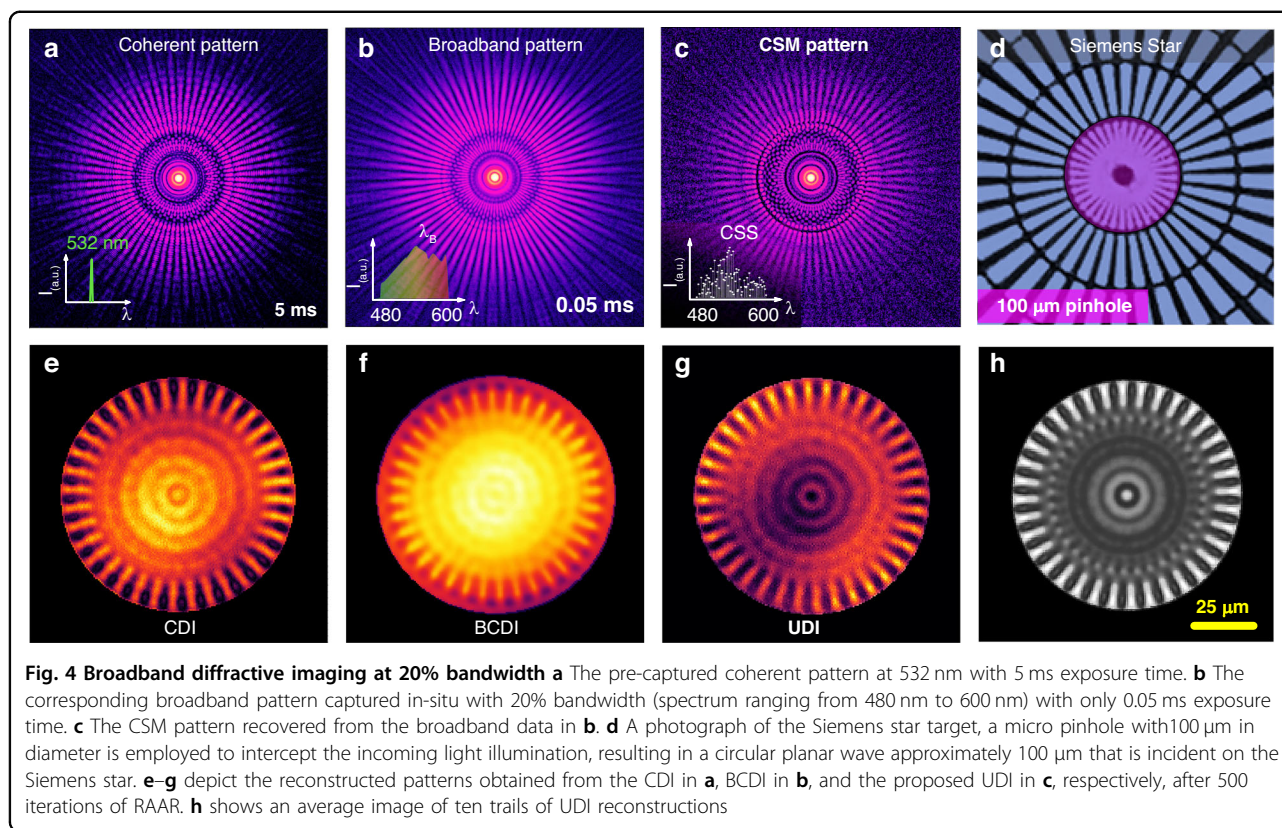 a
Coherent pattern
532 nm
I(a.u.)
λ
5 ms
b
Broadband pattern
λB
I(a.u.)
480
600
λ
0.05 ms
c
CSM pattern
CSS
I(a.u.)
480
600
λ
d
Siemens Star
100 μm pinhole
e
CDI
f
BCDI
g
UDI
h
25 μm
Fig. 4 Broadband diffractive imaging at 20% bandwidth a The pre-captured coherent pattern at 532 nm with 5 ms exposure time. b The
corresponding broadband pattern captured in-situ with 20% bandwidth (spectrum ranging from 480 nm to 600 nm) with only 0.05 ms exposure
time. c The CSM pattern recovered from the broadband data in b. d A photograph of the Siemens star target, a micro pinhole with100 μm in
diameter is employed to intercept the incoming light illumination, resulting in a circular planar wave approximately 100 μm that is incident on the
Siemens star. e–g depict the reconstructed patterns obtained from the CDI in a, BCDI in b, and the proposed UDI in c, respectively, after 500
iterations of RAAR. h shows an average image of ten trails of UDI reconstructions